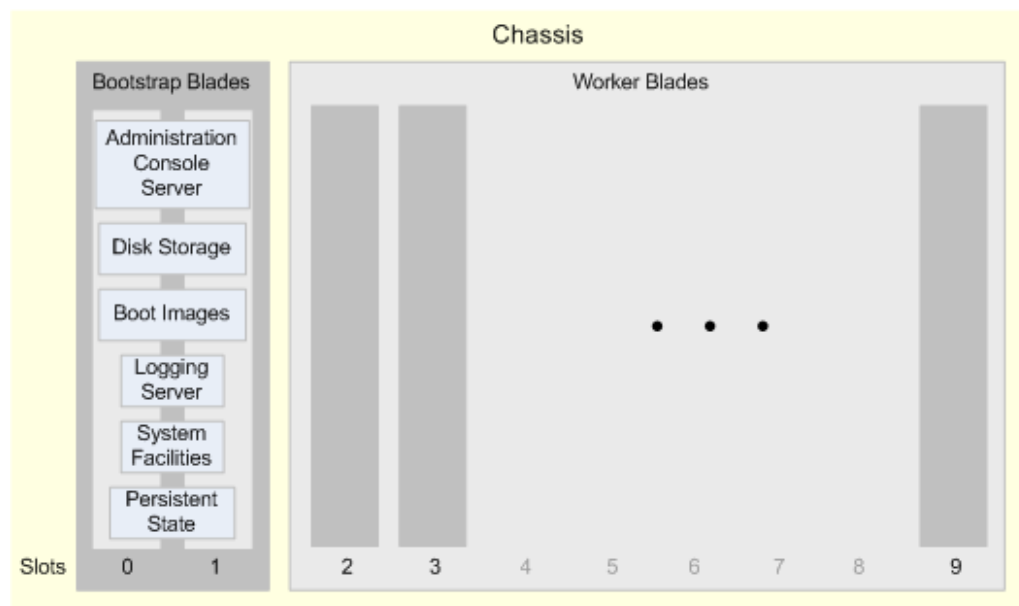 Chassis
Bootstrap Blades
Administration
Console
Server
Disk Storage
Boot Images
Logging
Server
System
Facilities
Persistent
State
Worker Blades
Slots 0 1 2 3 4 5 6 7 8 9